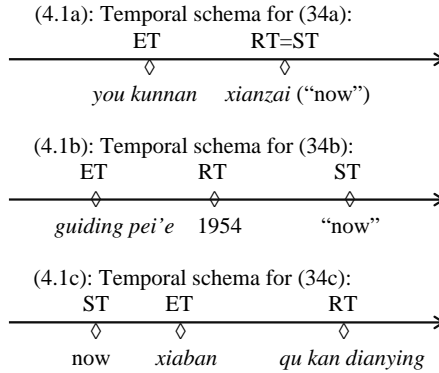 (4.1a): Temporal schema for (34a):
ET RT=ST
you kunnan xianzai (“now”)
(4.1b): Temporal schema for (34b):
ET RT ST
guiding pei’e 1954 “now”
(4.1c): Temporal schema for (34c):
ST ET RT
now xiaban qu kan dianying